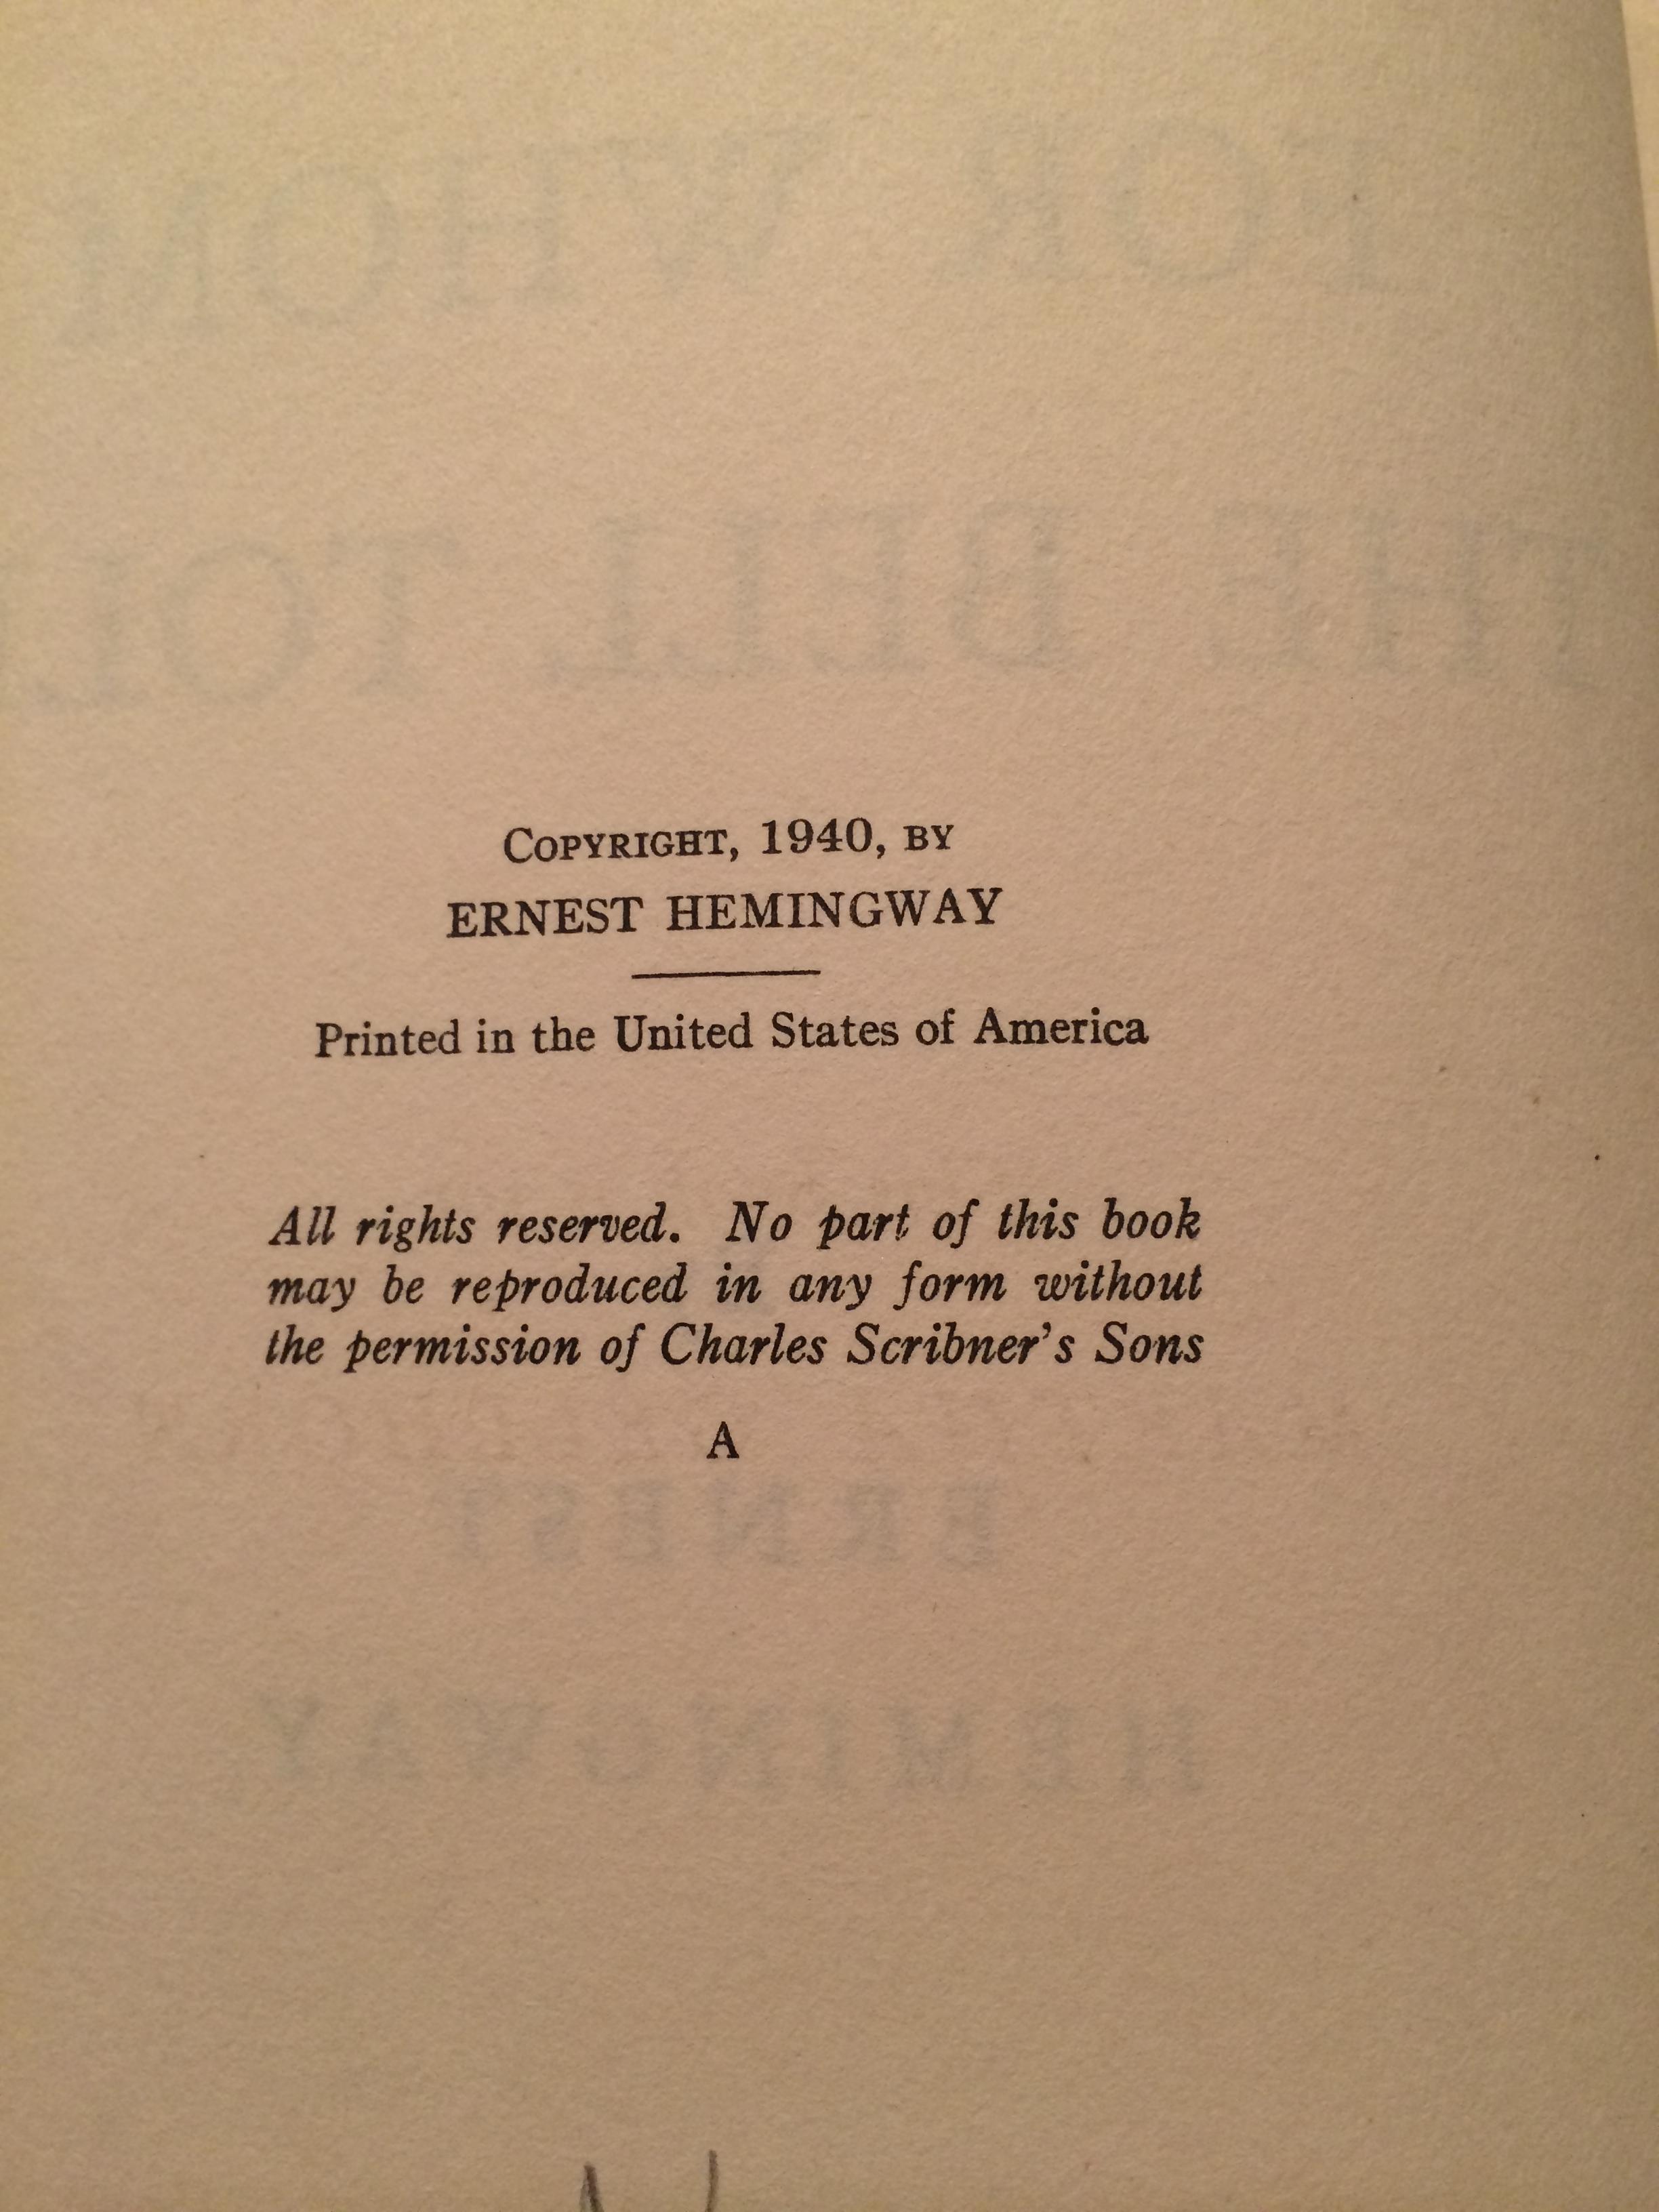 COPYRIGHT, 1940, BY
ERNEST HEMINGWAY
Printed in the United States of America
All rights reserved. No part of this book
may be reproduced in any form without
the permission of Charles Scribner's Sons
A